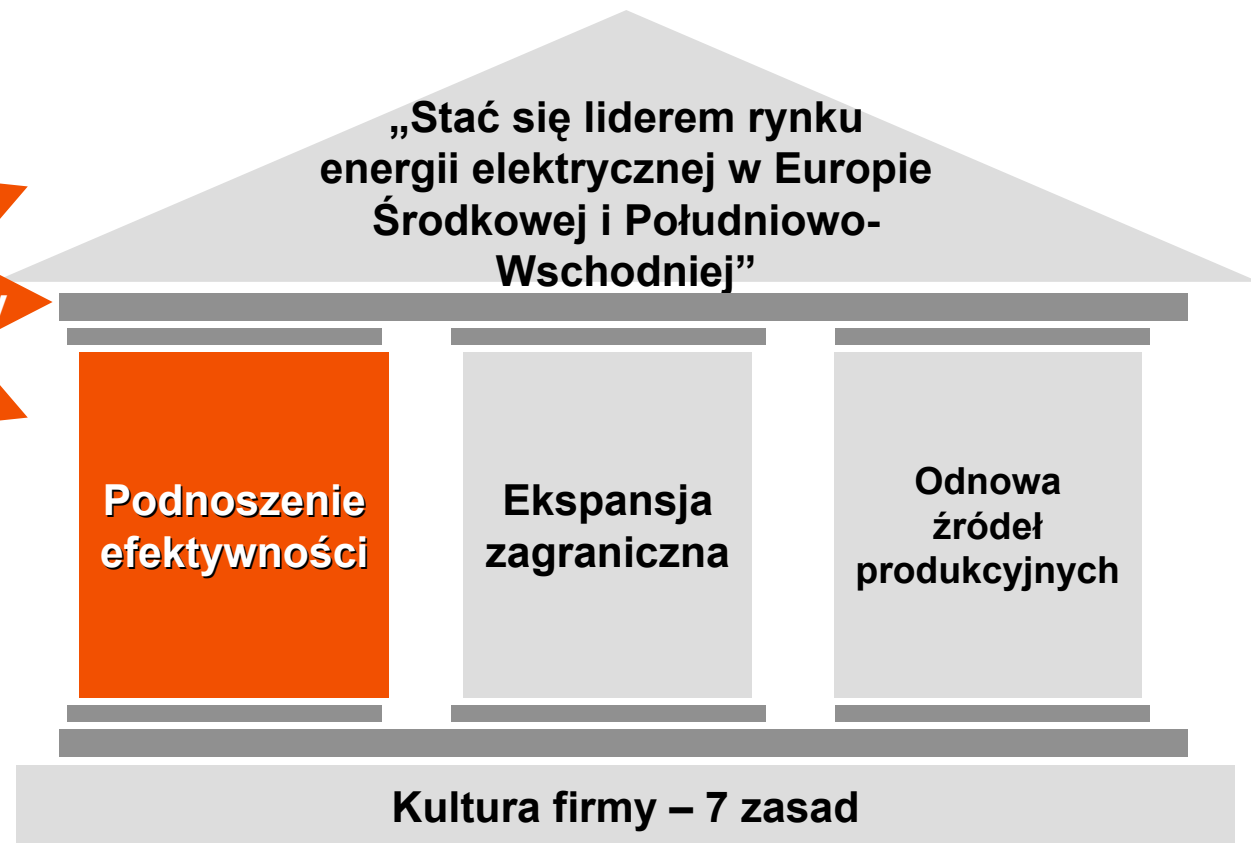 „Stać się liderem rynku
energii elektrycznej w Europie
Środkowej i Południowo-
Wschodniej”
Podnoszenie
efektywności
Ekspansja
zagraniczna
Odnowa
źródeł
produkcyjnych
Kultura firmy – 7 zasad